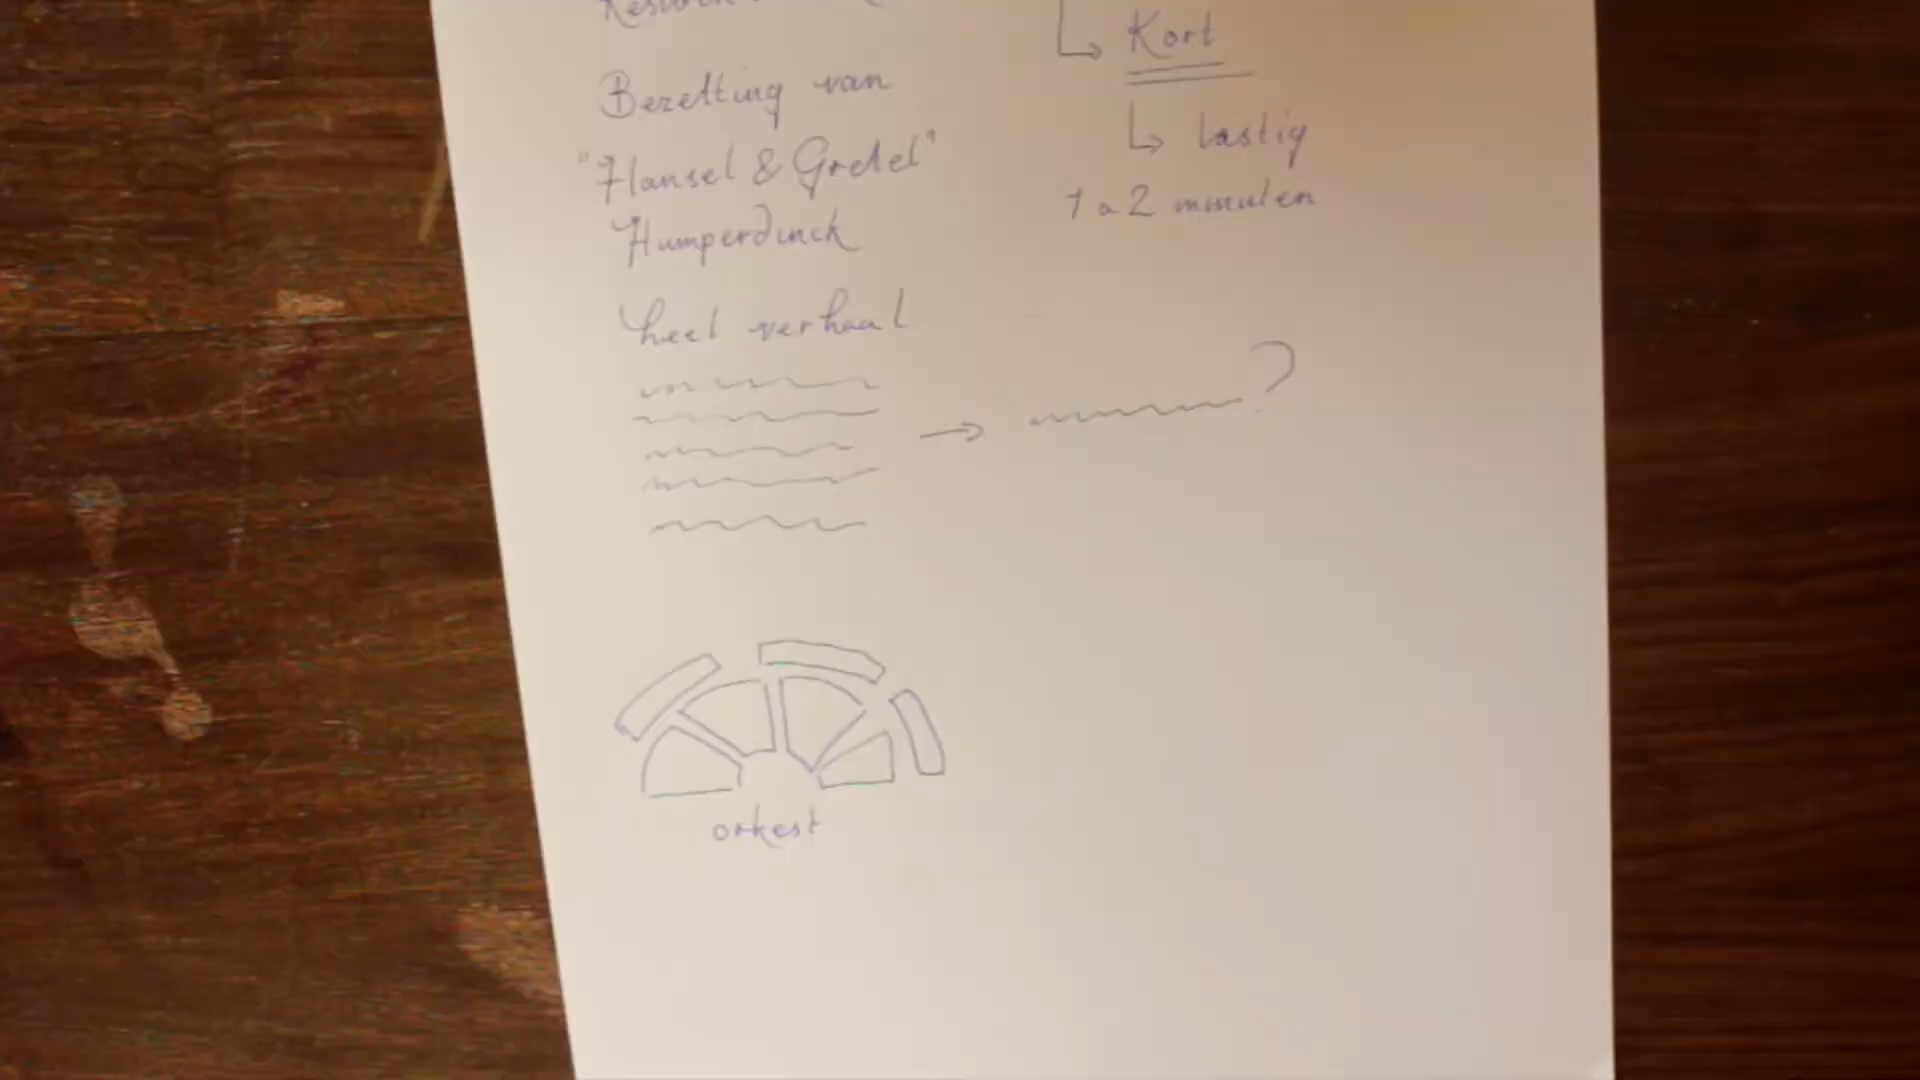 Bezetting van
"Hansel & Gretel"
Humperdinck
heel verhaal
orkest
↳ Kort
↳ lastig
1 a 2 minuten
?